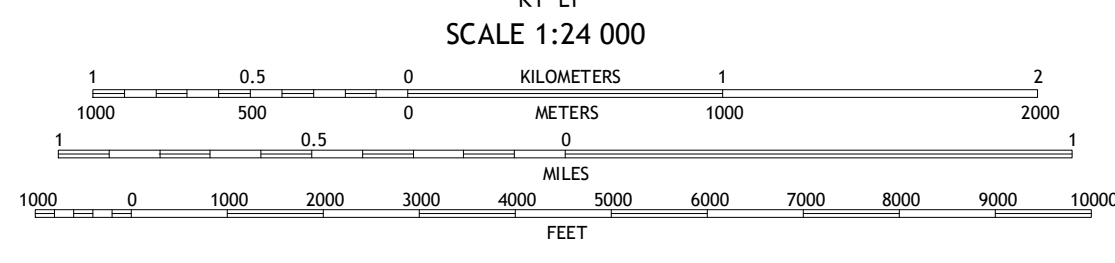 SCALE 1:24 000
1 0.5 0 KILOMETERS 1 2
1000 500 0 METERS 1000 2000
1 0.5 0 1
MILES
1000 0 1000 2000 3000 4000 5000 6000 7000 8000 9000 10000
FEET